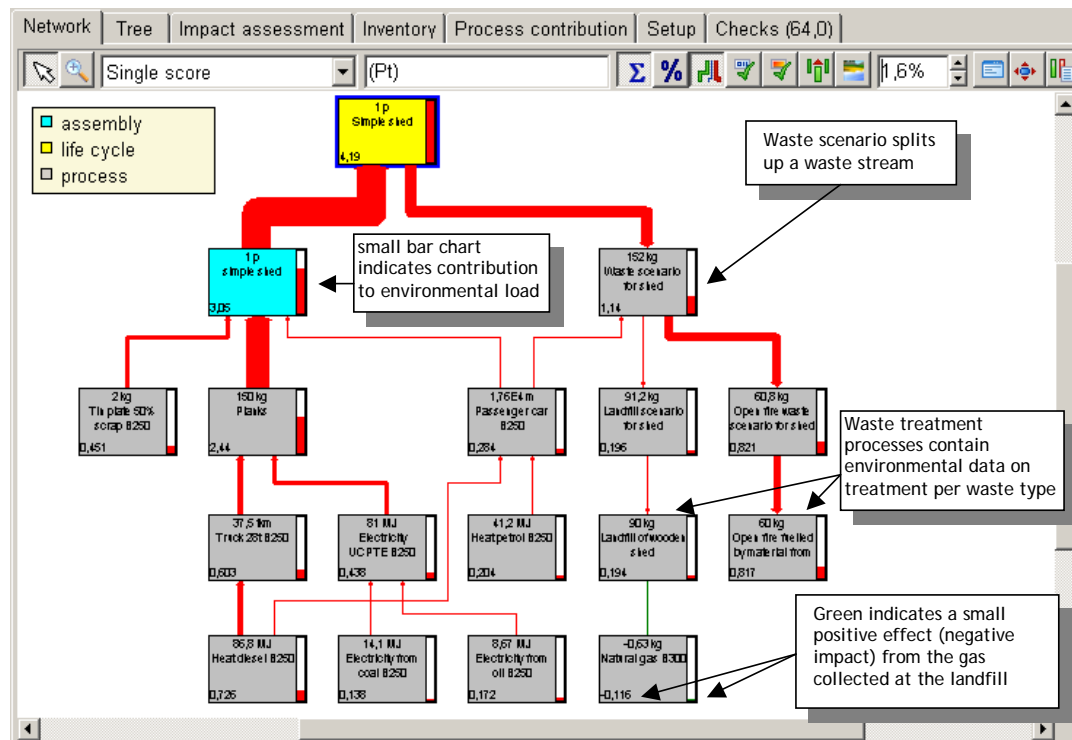 Network
Tree
Impact assessment
Inventory
Process contribution
Setup
Checks (64,0)
Single score
(Pt)
Σ
%
1,6%
assembly
life cycle
process
1 p
Simple shed
4,19
Waste scenario splits
up a waste stream
1 p
simple shed
3,05
small bar chart
indicates contribution
to environmental load
152 kg
Waste scenario
for shed
1,14
2 kg
Tin plate 50%
scrap B250
0,451
150 kg
Planks
2,44
1,76E4 m
Passenger car
B250
0,284
91,2 kg
Landfill scenario
for shed
0,195
60,8 kg
Open fire waste
scenario for shed
0,821
Waste treatment
processes contain
environmental data on
treatment per waste type
37,5 tkm
Truck 28t B250
0,603
81 MJ
Electricity
UCPTE B250
0,438
41,2 MJ
Heat petrol B250
0,204
90 kg
Landfill of wooden
shed
0,194
60 kg
Open fire fuelled
by material from
0,817
86,8 MJ
Heat diesel B250
0,726
14,1 MJ
Electricity from
coal B250
0,138
8,67 MJ
Electricity from
oil B250
0,172
-0,63 kg
Natural gas B300
-0,116
Green indicates a small
positive effect (negative
impact) from the gas
collected at the landfill